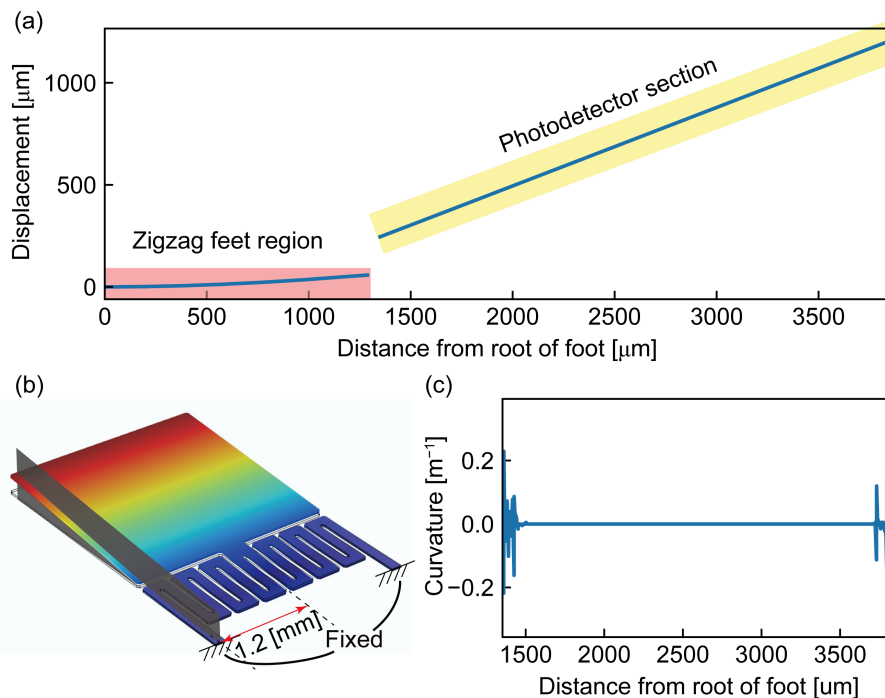 (a)
Displacement [μm]
1000
500
0
Photodetector section
Zigzag feet region
0 500 1000 1500 2000 2500 3000 3500
Distance from root of foot [μm]
(b)
1.2 [mm]
Fixed
(c)
Curvature [m⁻¹]
0.2
0.0
−0.2
1500 2000 2500 3000 3500
Distance from root of foot [um]